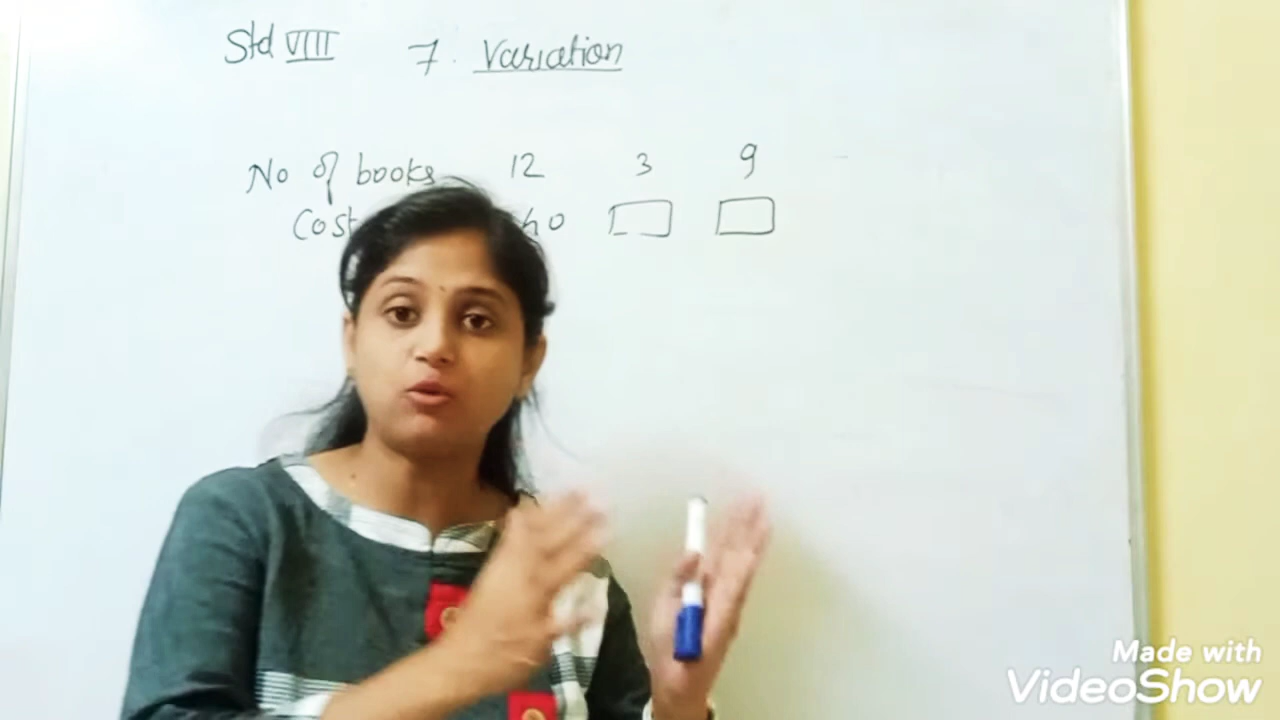 Std VIII 7. Variation
No of books 12 3 9
Cost
Made with
VideoShow